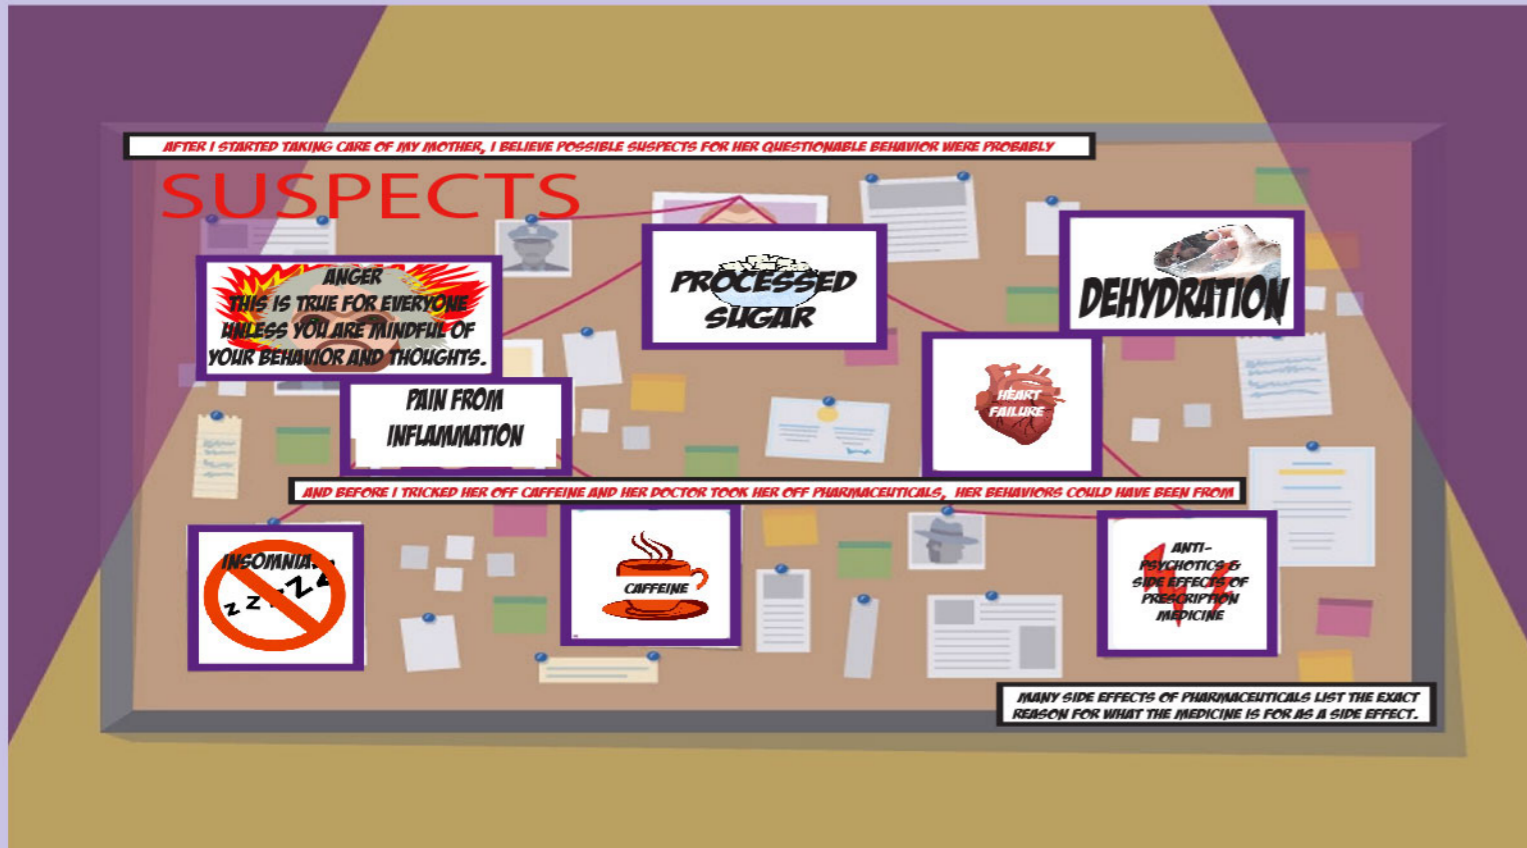 AFTER I STARTED TAKING CARE OF MY MOTHER, I BELIEVE POSSIBLE SUSPECTS FOR HER QUESTIONABLE BEHAVIOR WERE PROBABLY
SUSPECTS
ANGER
THIS IS TRUE FOR EVERYONE
UNLESS YOU ARE MINDFUL OF
YOUR BEHAVIOR AND THOUGHTS.
PROCESSED
SUGAR
DEHYDRATION
PAIN FROM
INFLAMMATION
HEART
FAILURE
AND BEFORE I TRICKED HER OFF CAFFEINE AND HER DOCTOR TOOK HER OFF PHARMACEUTICALS, HER BEHAVIORS COULD HAVE BEEN FROM
INSOMNIA
Z Z Z Z Z
CAFFEINE
ANTI-
PSYCHOTICS &
SIDE EFFECTS OF
PRESCRIPTION
MEDICINE
MANY SIDE EFFECTS OF PHARMACEUTICALS LIST THE EXACT
REASON FOR WHAT THE MEDICINE IS FOR AS A SIDE EFFECT.